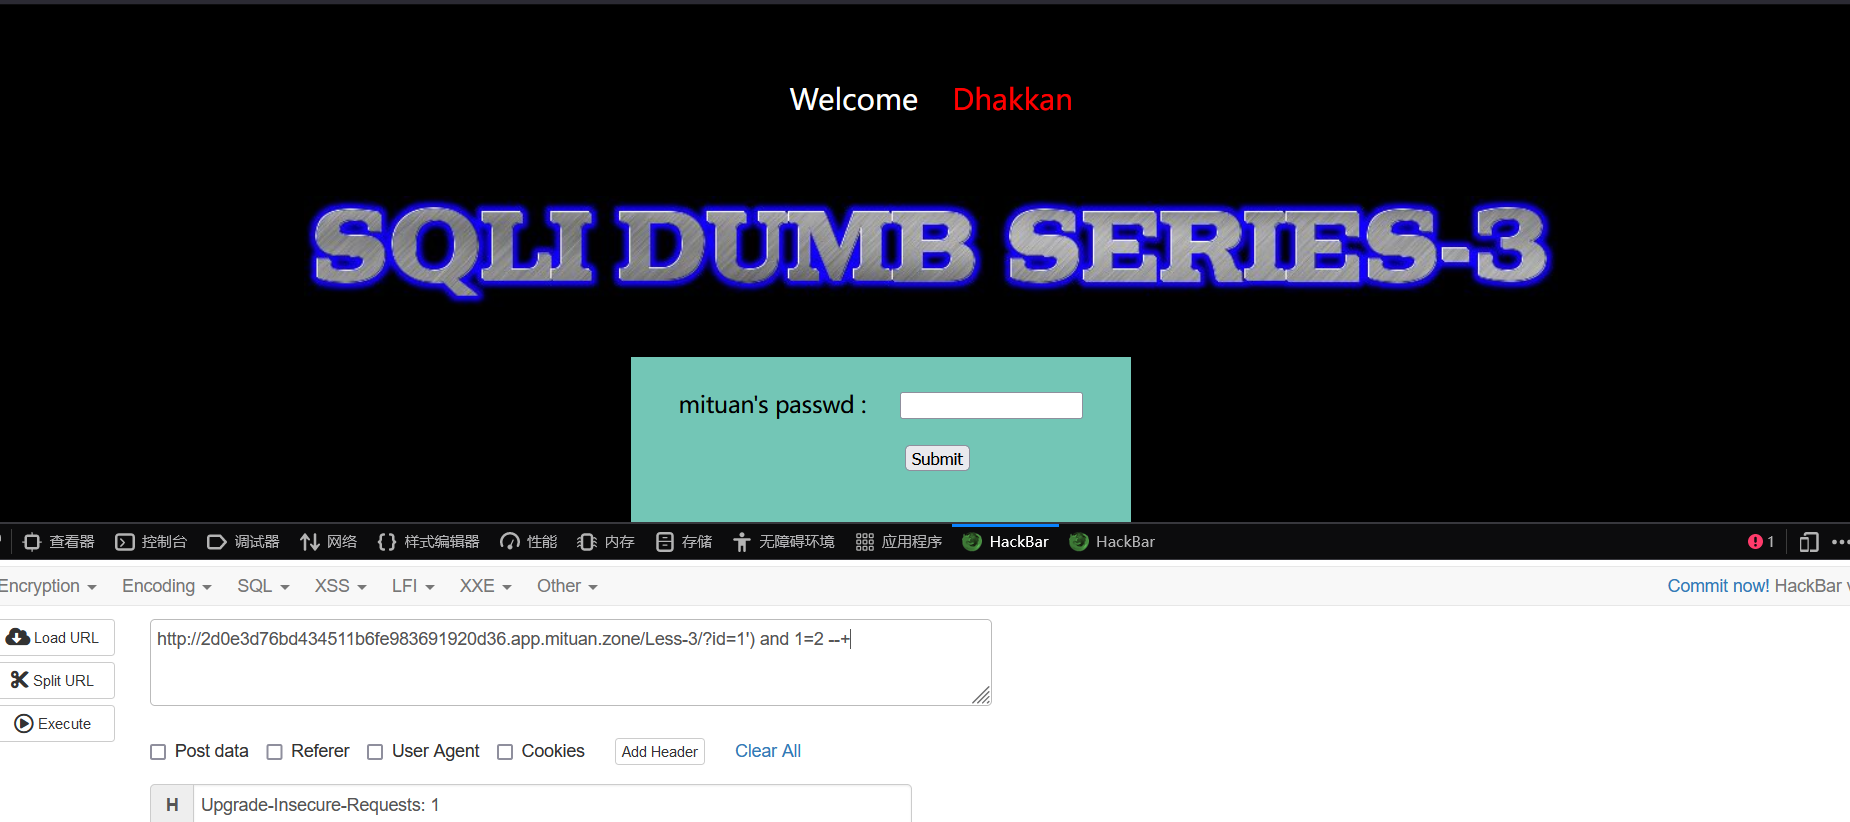 Welcome Dhakkan
SQLI DUMB SERIES-3
mituan's passwd :
Submit
查看器 控制台 调试器 网络 样式编辑器 性能 内存 存储 无障碍环境 应用程序 HackBar HackBar 1
Encryption Encoding SQL XSS LFI XXE Other Commit now! HackBar
Load URL
http://2d0e3d76bd434511b6fe983691920d36.app.mituan.zone/Less-3/?id=1') and 1=2 --+
Split URL
Execute
Post data Referer User Agent Cookies Add Header Clear All
H Upgrade-Insecure-Requests: 1